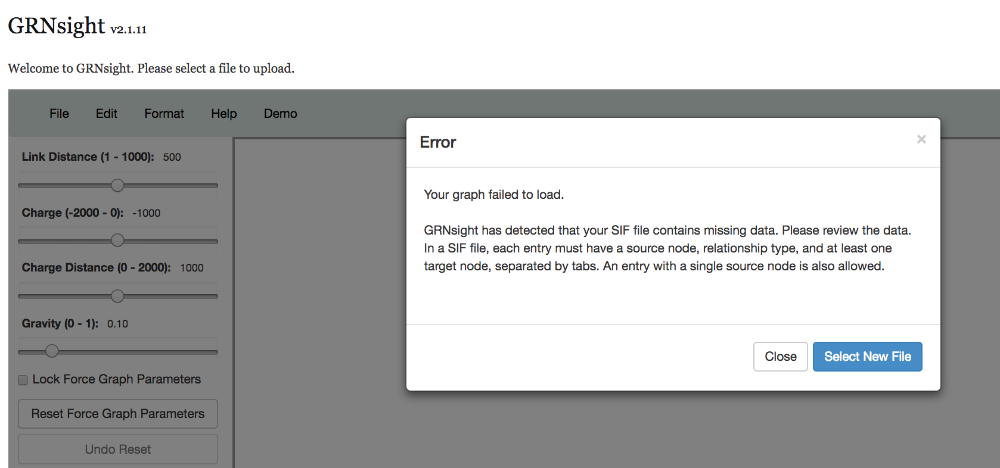 GRNsight v2.1.11
Welcome to GRNsight. Please select a file to upload.
File Edit Format Help Demo
Link Distance (1 - 1000): 500
Charge (-2000 - 0): -1000
Charge Distance (0 - 2000): 1000
Gravity (0 - 1): 0.10
Lock Force Graph Parameters
Reset Force Graph Parameters
Undo Reset
Error
×
Your graph failed to load.
GRNsight has detected that your SIF file contains missing data. Please review the data.
In a SIF file, each entry must have a source node, relationship type, and at least one
target node, separated by tabs. An entry with a single source node is also allowed.
Close Select New File